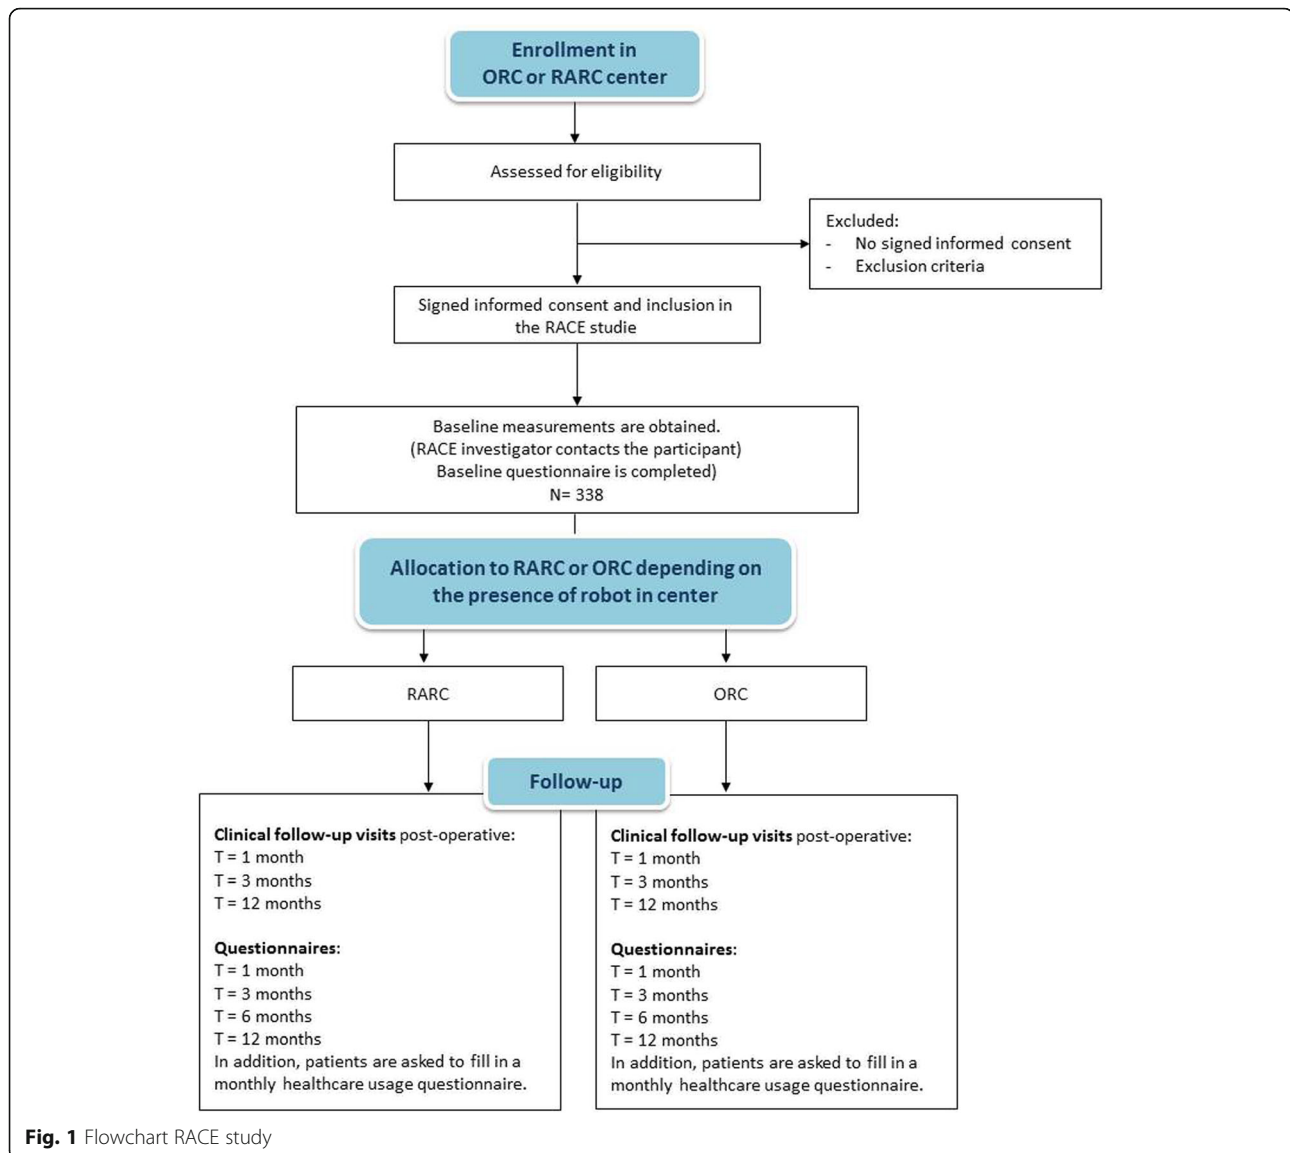 Enrollment in
ORC or RARC center
Assessed for eligibility
Excluded:
- No signed informed consent
- Exclusion criteria
Signed informed consent and inclusion in
the RACE studie
Baseline measurements are obtained.
(RACE investigator contacts the participant)
Baseline questionnaire is completed)
N= 338
Allocation to RARC or ORC depending on
the presence of robot in center
RARC
ORC
Follow-up
Clinical follow-up visits post-operative:
T = 1 month
T = 3 months
T = 12 months
Questionnaires:
T = 1 month
T = 3 months
T = 6 months
T = 12 months
In addition, patients are asked to fill in a
monthly healthcare usage questionnaire.
Clinical follow-up visits post-operative:
T = 1 month
T = 3 months
T = 12 months
Questionnaires:
T = 1 month
T = 3 months
T = 6 months
T = 12 months
In addition, patients are asked to fill in a
monthly healthcare usage questionnaire.
Fig. 1 Flowchart RACE study